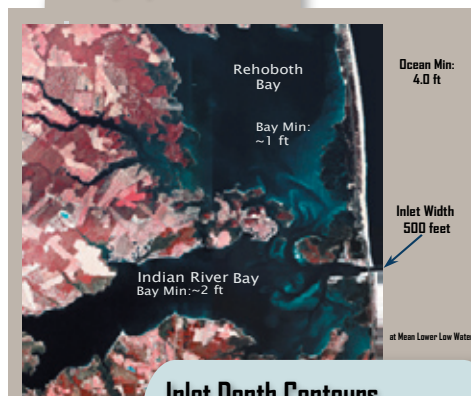 Rehoboth
Bay
Bay Min:
~1 ft
Ocean Min:
4.0 ft
Inlet Width
500 feet
Indian River Bay
Bay Min:~2 ft
at Mean Lower Low Water
Inlet Depth Contours